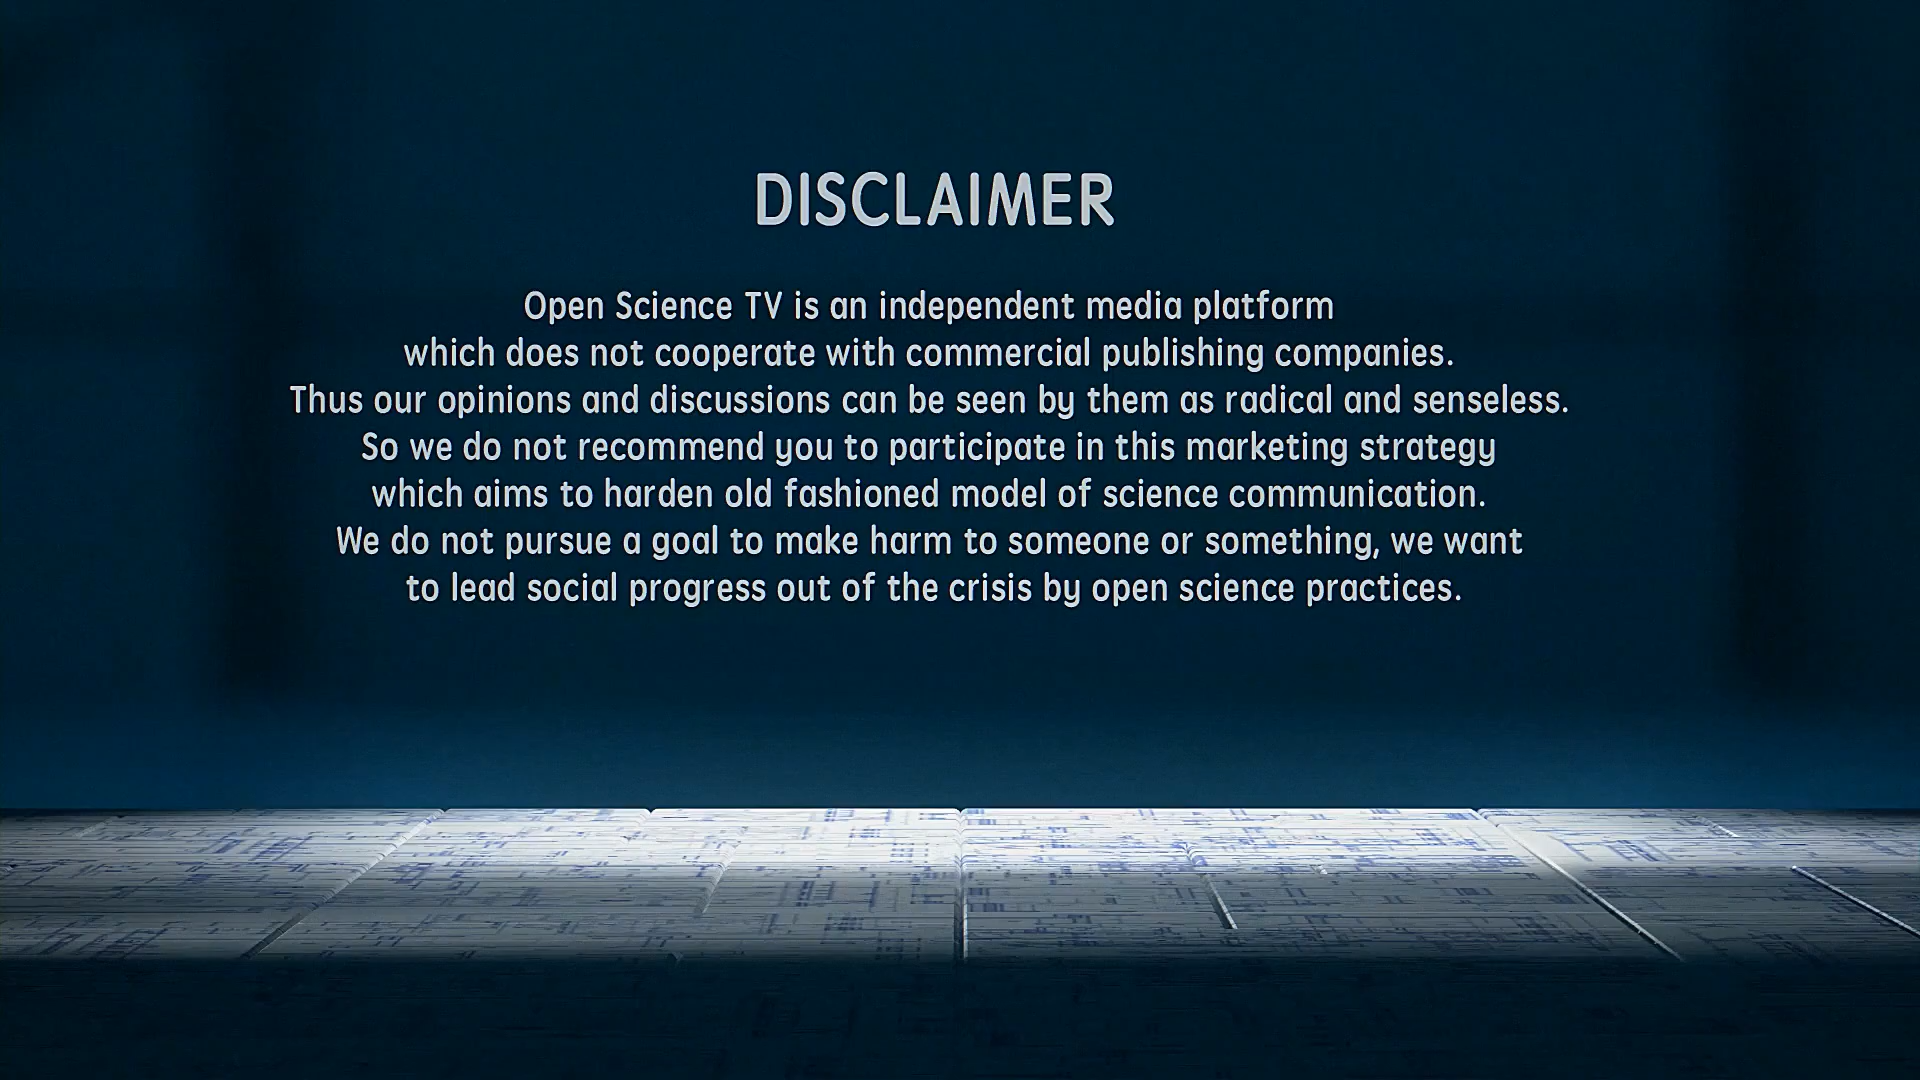 DISCLAIMER
Open Science TV is an independent media platform
which does not cooperate with commercial publishing companies.
Thus our opinions and discussions can be seen by them as radical and senseless.
So we do not recommend you to participate in this marketing strategy
which aims to harden old fashioned model of science communication.
We do not pursue a goal to make harm to someone or something, we want
to lead social progress out of the crisis by open science practices.